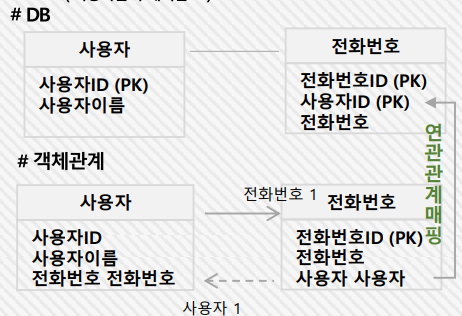 # DB
사용자
사용자ID (PK)
사용자이름
전화번호
전화번호ID (PK)
사용자ID (PK)
전화번호
연관관계매핑
# 객체관계
사용자
사용자ID
사용자이름
전화번호 전화번호
전화번호 1
사용자 1
전화번호
전화번호ID (PK)
전화번호
사용자 사용자